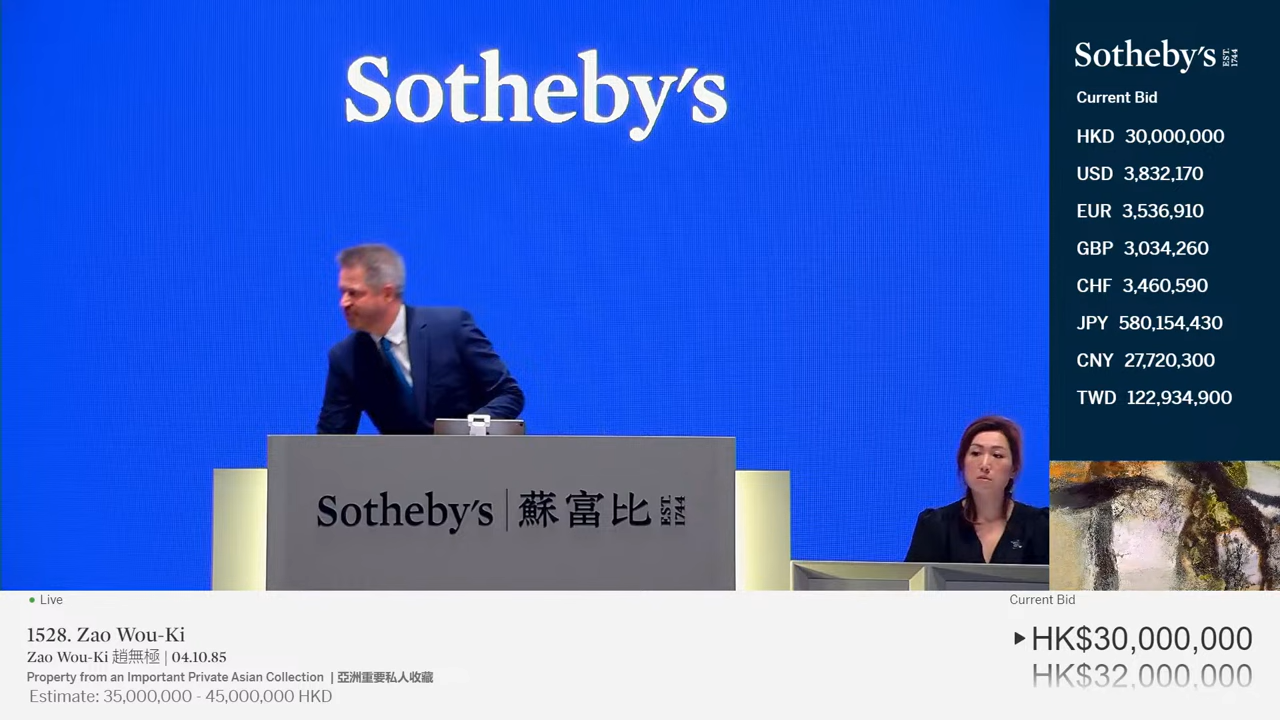 Sotheby's
Sotheby's EST. 1744
Current Bid
HKD 30,000,000
USD 3,832,170
EUR 3,536,910
GBP 3,034,260
CHF 3,460,590
JPY 580,154,430
CNY 27,720,300
TWD 122,934,900
Sotheby's | 蘇富比 EST. 1744
Live
1528. Zao Wou-Ki
Zao Wou-Ki 趙無極 | 04.10.85
Property from an Important Private Asian Collection | 亞洲重要私人收藏
Estimate: 35,000,000 - 45,000,000 HKD
Current Bid
HK$30,000,000
HK$32,000,000